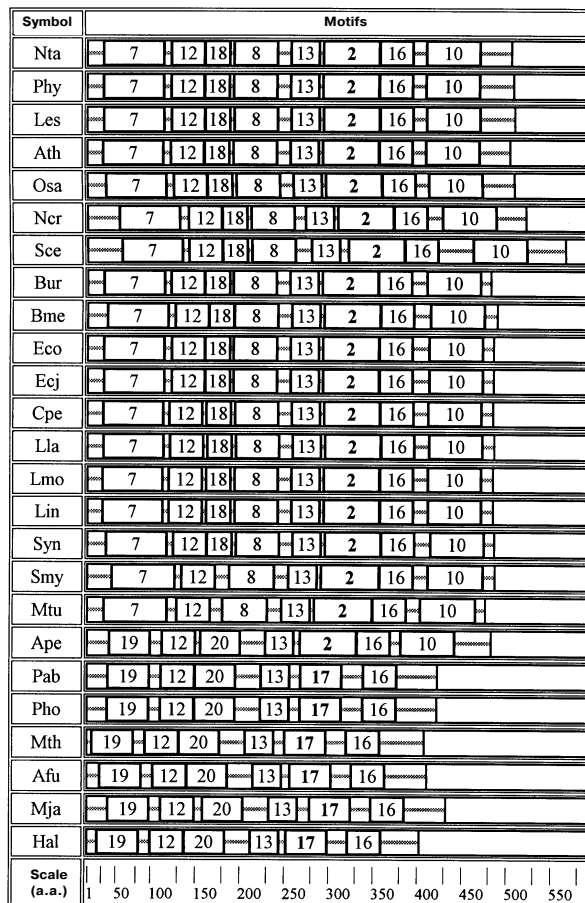 Symbol Motifs
Nta 7 12 18 8 13 2 16 10
Phy 7 12 18 8 13 2 16 10
Les 7 12 18 8 13 2 16 10
Ath 7 12 18 8 13 2 16 10
Osa 7 12 18 8 13 2 16 10
Ncr 7 12 18 8 13 2 16 10
Sce 7 12 18 8 13 2 16 10
Bur 7 12 18 8 13 2 16 10
Bme 7 12 18 8 13 2 16 10
Eco 7 12 18 8 13 2 16 10
Ecj 7 12 18 8 13 2 16 10
Cpe 7 12 18 8 13 2 16 10
Lla 7 12 18 8 13 2 16 10
Lmo 7 12 18 8 13 2 16 10
Lin 7 12 18 8 13 2 16 10
Syn 7 12 18 8 13 2 16 10
Smy 7 12 8 13 2 16 10
Mtu 7 12 8 13 2 16 10
Ape 19 12 20 13 2 16 10
Pab 19 12 20 13 17 16
Pho 19 12 20 13 17 16
Mth 19 12 20 13 17 16
Afu 19 12 20 13 17 16
Mja 19 12 20 13 17 16
Hal 19 12 20 13 17 16
Scale
(a.a.) 1 50 100 150 200 250 300 350 400 450 500 550